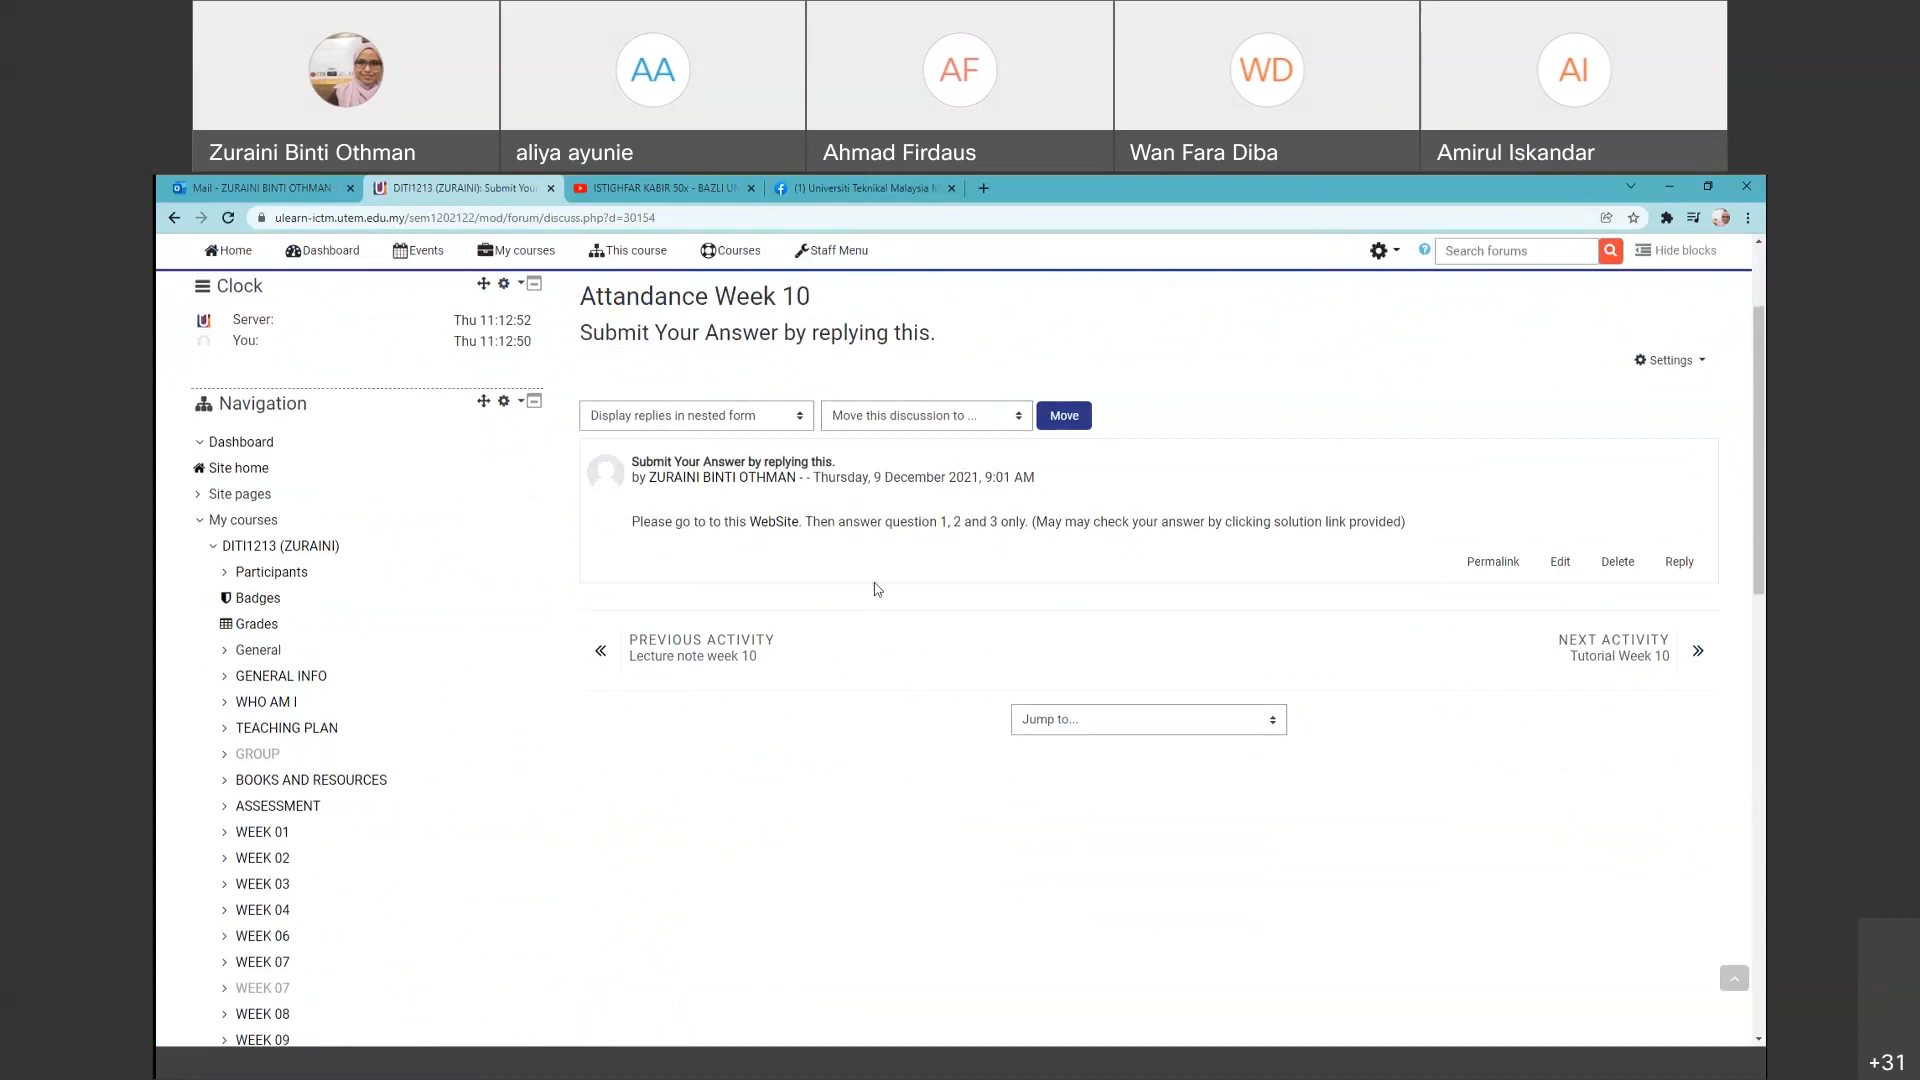 AA
AF
WD
AI
Zuraini Binti Othman
aliya ayunie
Ahmad Firdaus
Wan Fara Diba
Amirul Iskandar
Mail - ZURAINI BINTI OTHMAN
DITI1213 (ZURAINI): Submit You
ISTIGHFAR KABIR 50x - BAZLI U
(1) Universiti Teknikal Malaysia
ulearn-ictm.utem.edu.my/sem1202122/mod/forum/discuss.php?d=30154
Home
Dashboard
Events
My courses
This course
Courses
Staff Menu
Search forums
Hide blocks
Clock
Server:
Thu 11:12:52
You:
Thu 11:12:50
Navigation
Dashboard
Site home
Site pages
My courses
DITI1213 (ZURAINI)
Participants
Badges
Grades
General
GENERAL INFO
WHO AM I
TEACHING PLAN
GROUP
BOOKS AND RESOURCES
ASSESSMENT
WEEK 01
WEEK 02
WEEK 03
WEEK 04
WEEK 06
WEEK 07
WEEK 07
WEEK 08
WEEK 09
Attandance Week 10
Submit Your Answer by replying this.
Settings
Display replies in nested form
Move this discussion to ...
Move
Submit Your Answer by replying this.
by ZURAINI BINTI OTHMAN - - Thursday, 9 December 2021, 9:01 AM
Please go to to this WebSite. Then answer question 1, 2 and 3 only. (May may check your answer by clicking solution link provided)
Permalink
Edit
Delete
Reply
PREVIOUS ACTIVITY
Lecture note week 10
NEXT ACTIVITY
Tutorial Week 10
Jump to...
+31